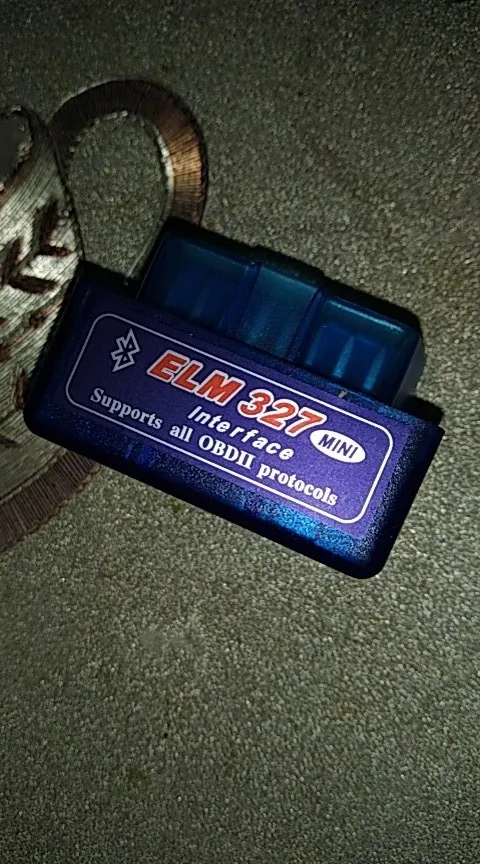 ELM 327
Interface MINI
Supports all OBDII protocols